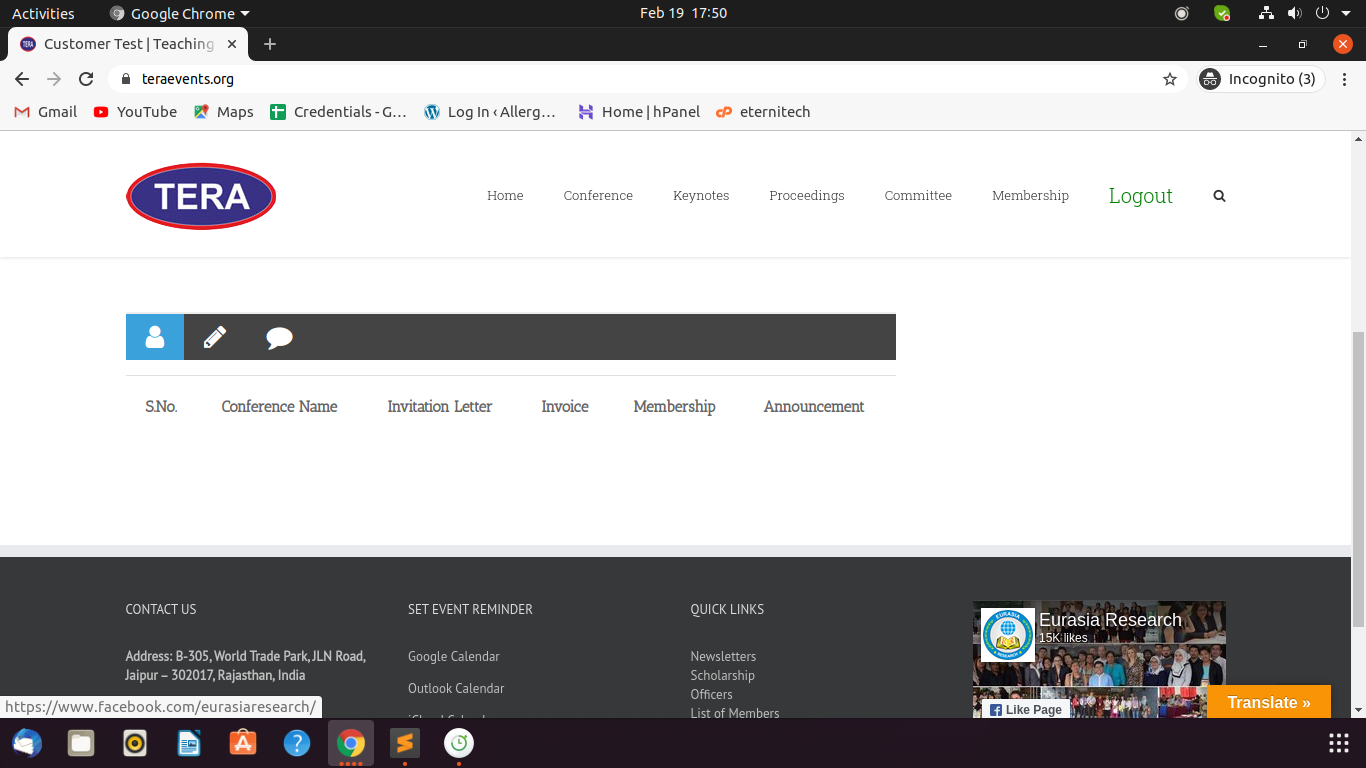 Activities
Google Chrome
Feb 19 17:50
Customer Test | Teaching
teraevents.org
Incognito (3)
Gmail
YouTube
Maps
Credentials - G…
Log In ‹ Allerg…
Home | hPanel
eternitech
TERA
Home
Conference
Keynotes
Proceedings
Committee
Membership
Logout
S.No.
Conference Name
Invitation Letter
Invoice
Membership
Announcement
CONTACT US
Address: B-305, World Trade Park, JLN Road,
Jaipur – 302017, Rajasthan, India
SET EVENT REMINDER
Google Calendar
Outlook Calendar
QUICK LINKS
Newsletters
Scholarship
Officers
List of Members
EURASIA
RESEARCH
Eurasia Research
15K likes
Like Page
Translate »
https://www.facebook.com/eurasiaresearch/